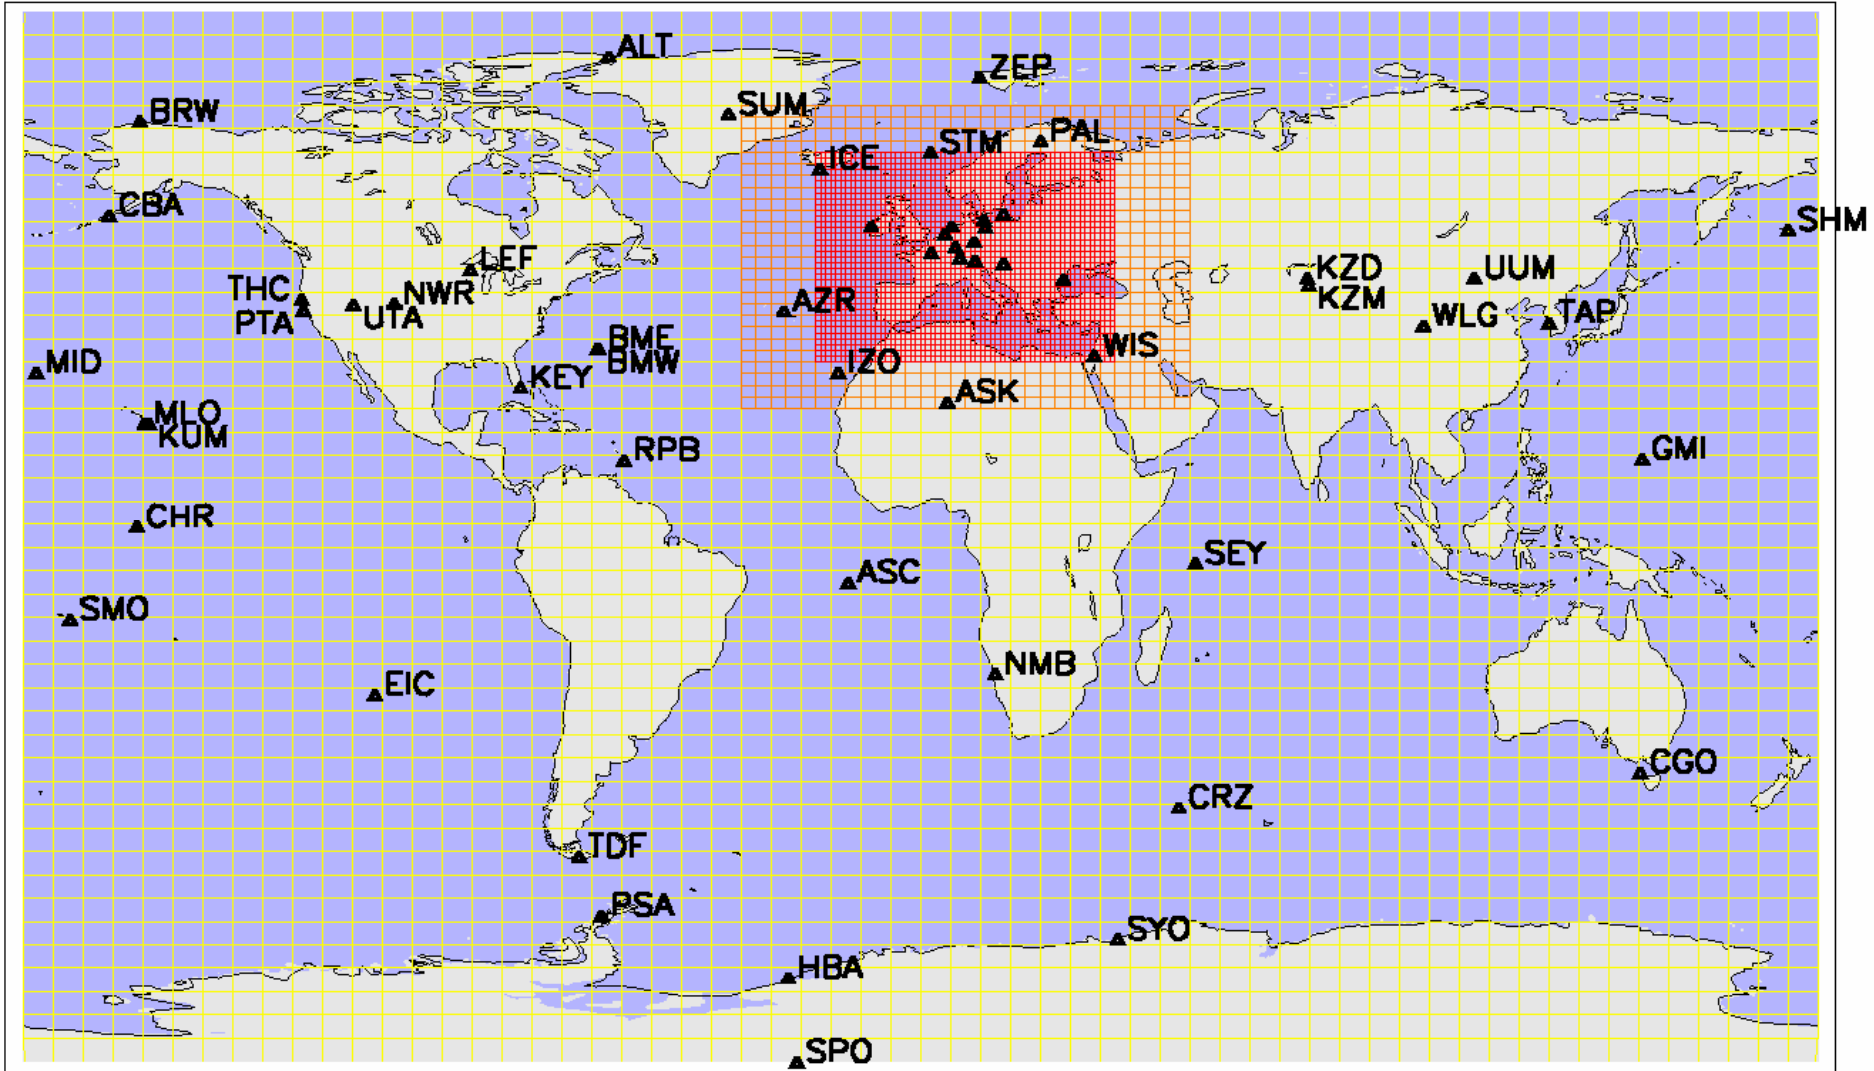 ALT
ZEP
BRW
SUM
STM
PAL
ICE
CBA
SHM
LEF
KZD
UUM
THC
NWR
KZM
AZR
WLG
TAP
PTA
UTA
BME
WIS
BMW
MID
IZO
KEY
ASK
MLO
KUM
RPB
GMI
CHR
SEY
ASC
SMO
NMB
EIC
CGO
CRZ
TDF
PSA
SYO
HBA
SPO